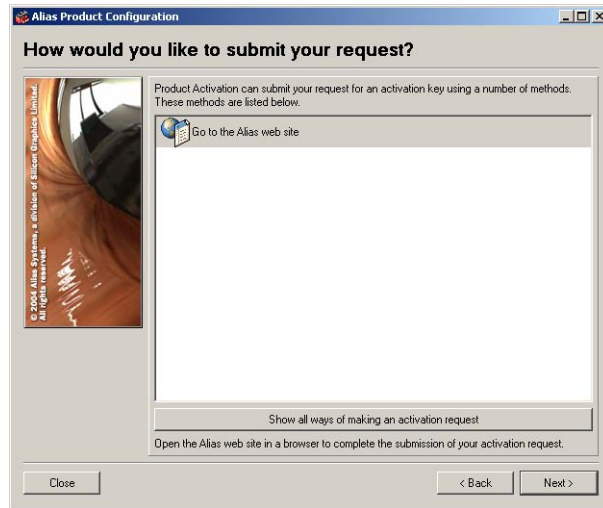 Alias Product Configuration
How would you like to submit your request?
Product Activation can submit your request for an activation key using a number of methods.
These methods are listed below.
Go to the Alias web site
© 2004 Alias Systems, a division of Silicon Graphics Limited.
All rights reserved.
Show all ways of making an activation request
Open the Alias web site in a browser to complete the submission of your activation request.
Close
< Back
Next >